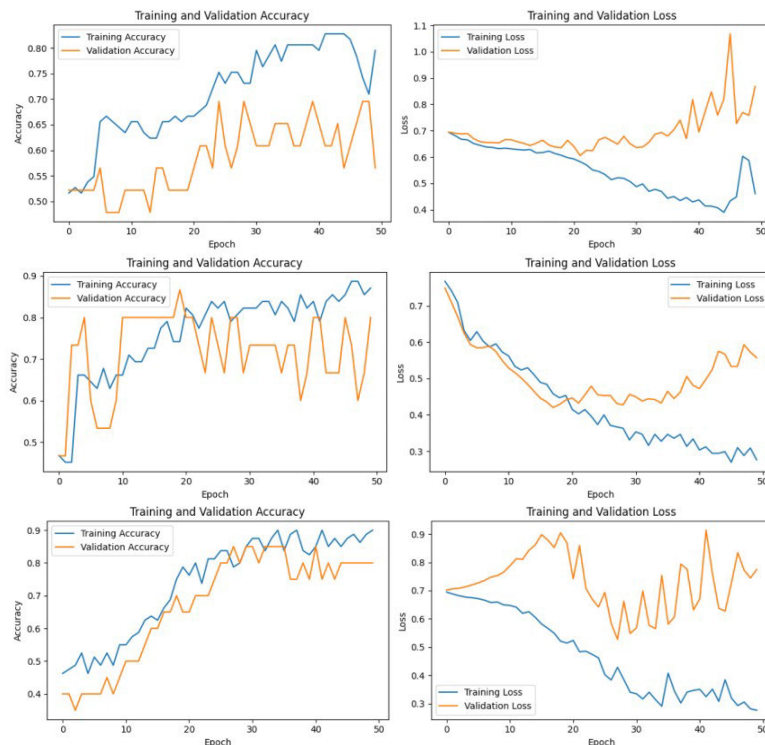 Training and Validation Accuracy
Training Accuracy
Validation Accuracy
Accuracy
0.80
0.75
0.70
0.65
0.60
0.55
0.50
0 10 20 30 40 50
Epoch
Training and Validation Loss
Training Loss
Validation Loss
Loss
1.1
1.0
0.9
0.8
0.7
0.6
0.5
0.4
0 10 20 30 40 50
Epoch
Training and Validation Accuracy
Training Accuracy
Validation Accuracy
Accuracy
0.9
0.8
0.7
0.6
0.5
0 10 20 30 40 50
Epoch
Training and Validation Loss
Training Loss
Validation Loss
Loss
0.7
0.6
0.5
0.4
0.3
0 10 20 30 40 50
Epoch
Training and Validation Accuracy
Training Accuracy
Validation Accuracy
Accuracy
0.9
0.8
0.7
0.6
0.5
0.4
0 10 20 30 40 50
Epoch
Training and Validation Loss
Training Loss
Validation Loss
Loss
0.9
0.8
0.7
0.6
0.5
0.4
0.3
0 10 20 30 40 50
Epoch